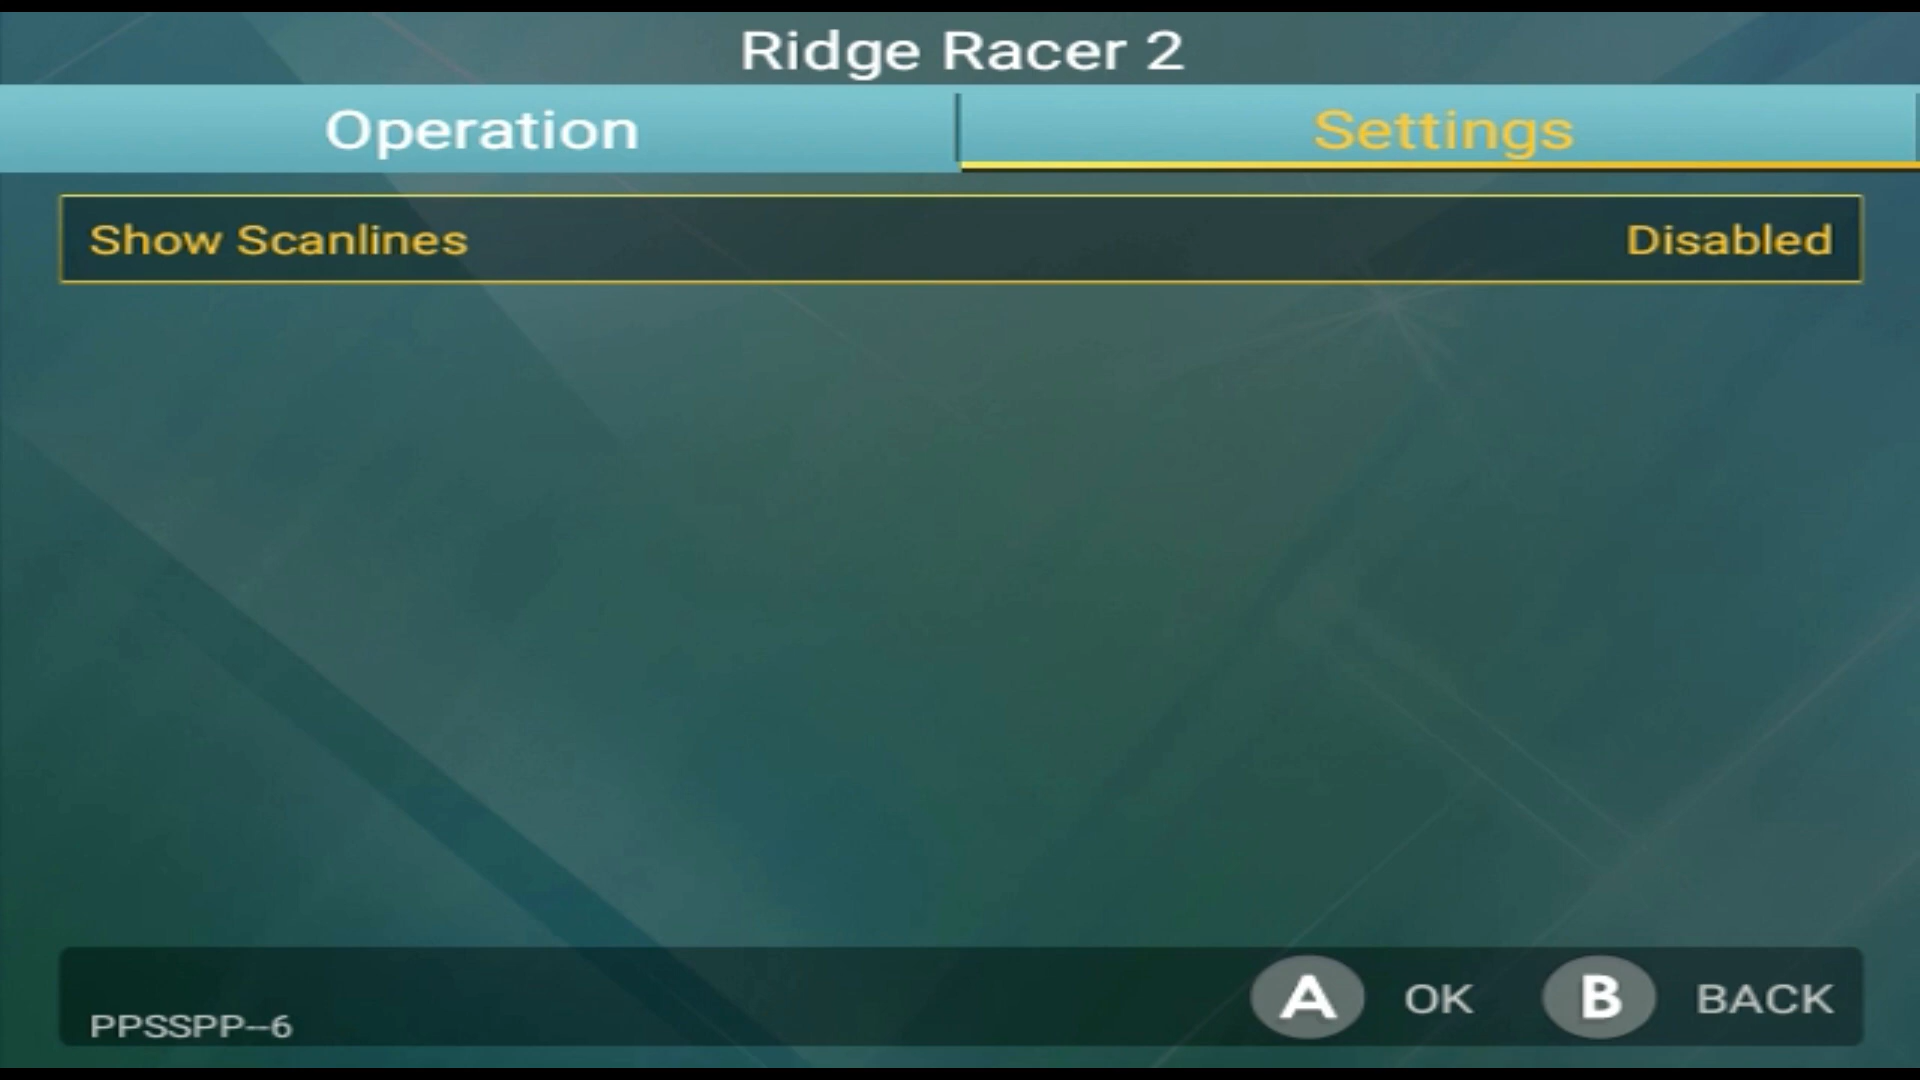 Ridge Racer 2
Operation Settings
Show Scanlines Disabled
PPSSPP--6 A OK B BACK